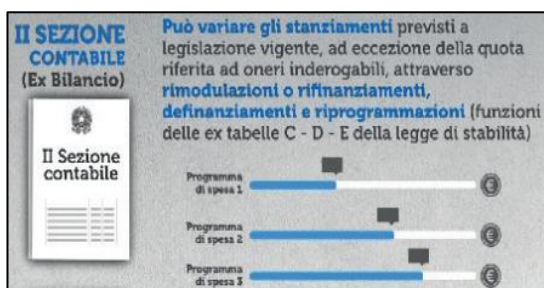 II SEZIONE
CONTABILE
(Ex Bilancio)
II Sezione
contabile
Può variare gli stanziamenti previsti a
legislazione vigente, ad eccezione della quota
riferita ad oneri inderogabili, attraverso
rimodulazioni o rifinanziamenti,
definanziamenti e riprogrammazioni (funzioni
delle ex tabelle C - D - E della legge di stabilità)
Programma
di spesa 1
€
Programma
di spesa 2
€
Programma
di spesa 3
€